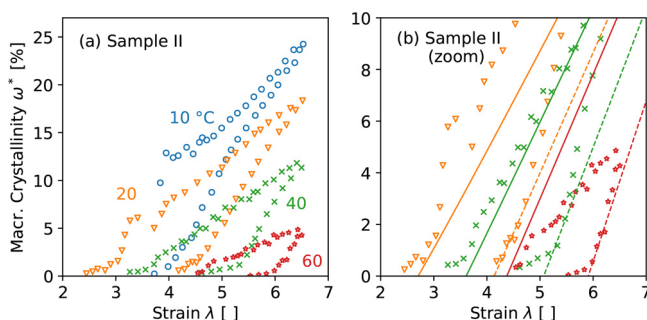 Macr. Crystallinity ω* [%]
25
20
15
10
5
0
(a) Sample II
10 °C
20
40
60
2 3 4 5 6 7
Strain λ [ ]
10
8
6
4
2
0
(b) Sample II
(zoom)
2 3 4 5 6 7
Strain λ [ ]